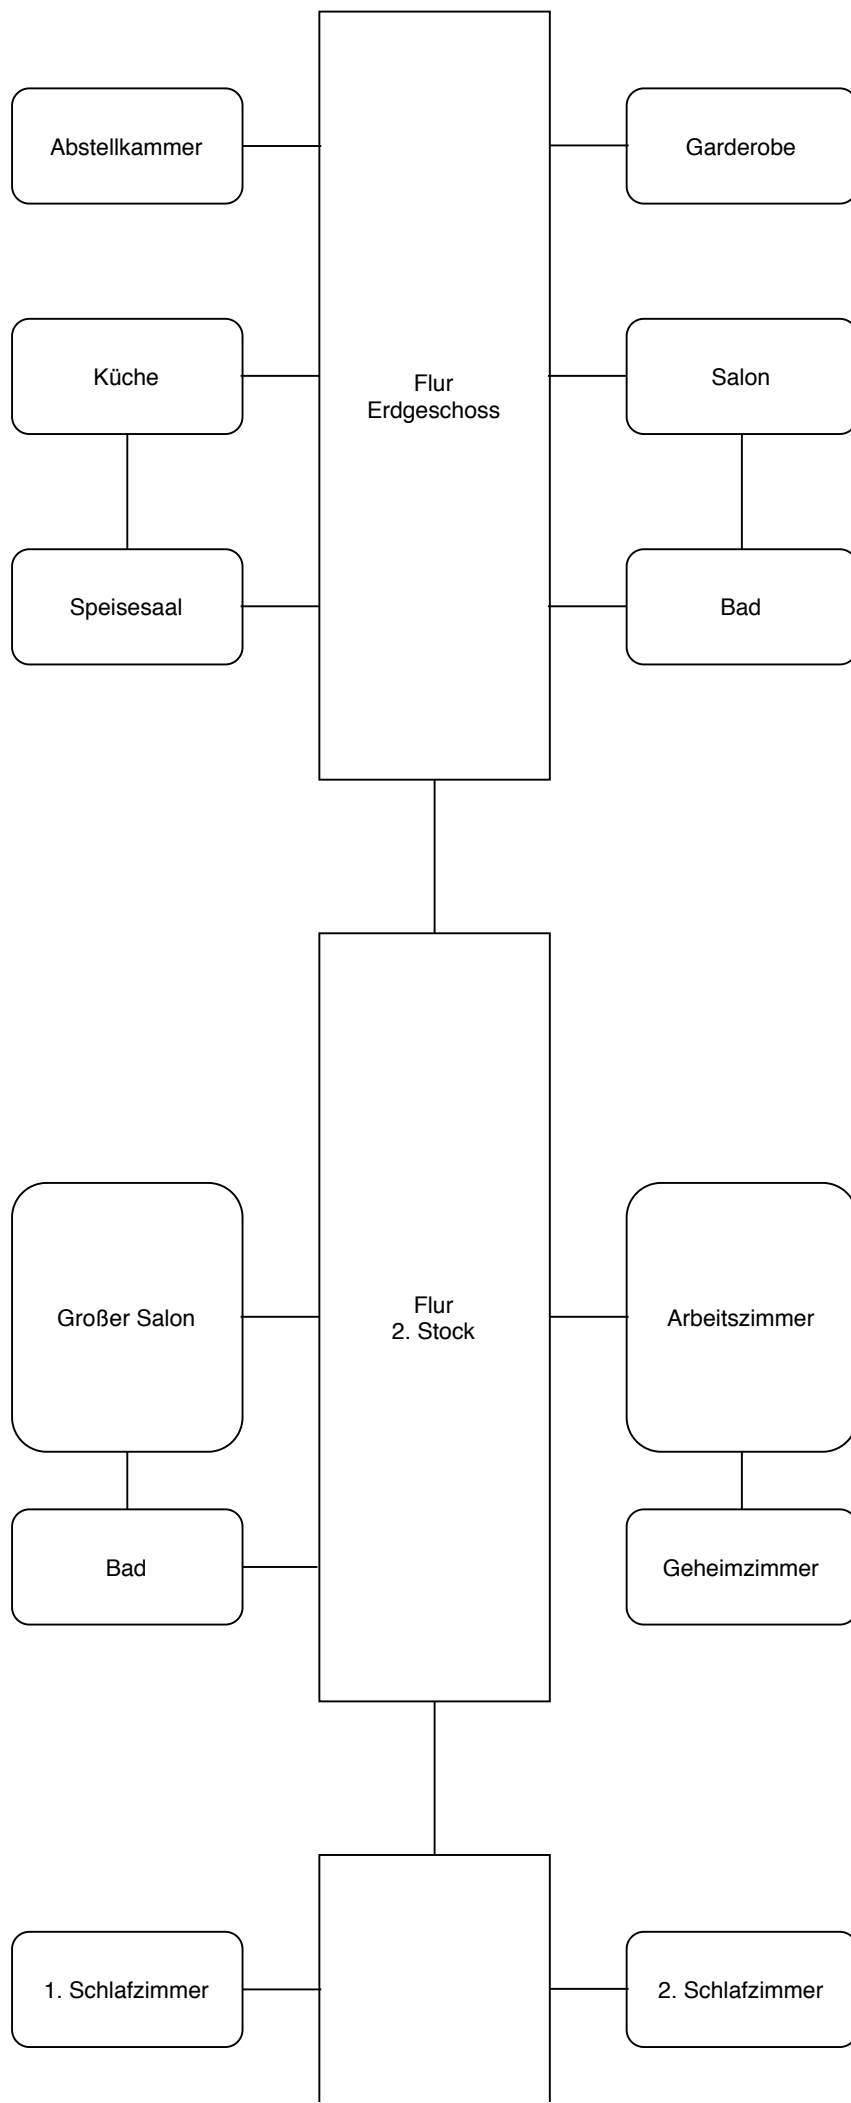 Abstellkammer
Garderobe
Küche
Flur
Erdgeschoss
Salon
Speisesaal
Bad
Großer Salon
Flur
2. Stock
Arbeitszimmer
Bad
Geheimzimmer
1. Schlafzimmer
2. Schlafzimmer